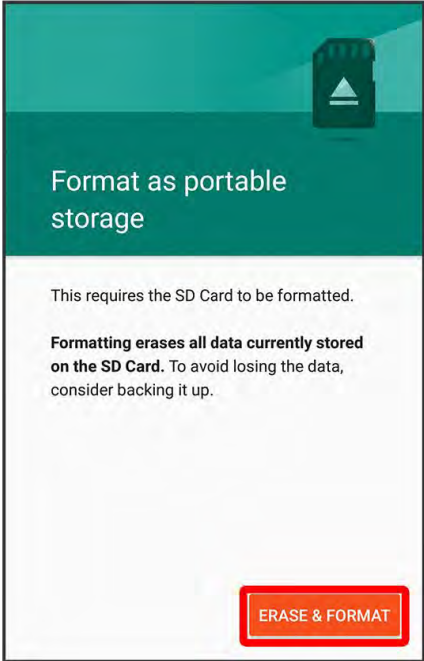 Format as portable
storage
This requires the SD Card to be formatted.
Formatting erases all data currently stored
on the SD Card. To avoid losing the data,
consider backing it up.
ERASE & FORMAT